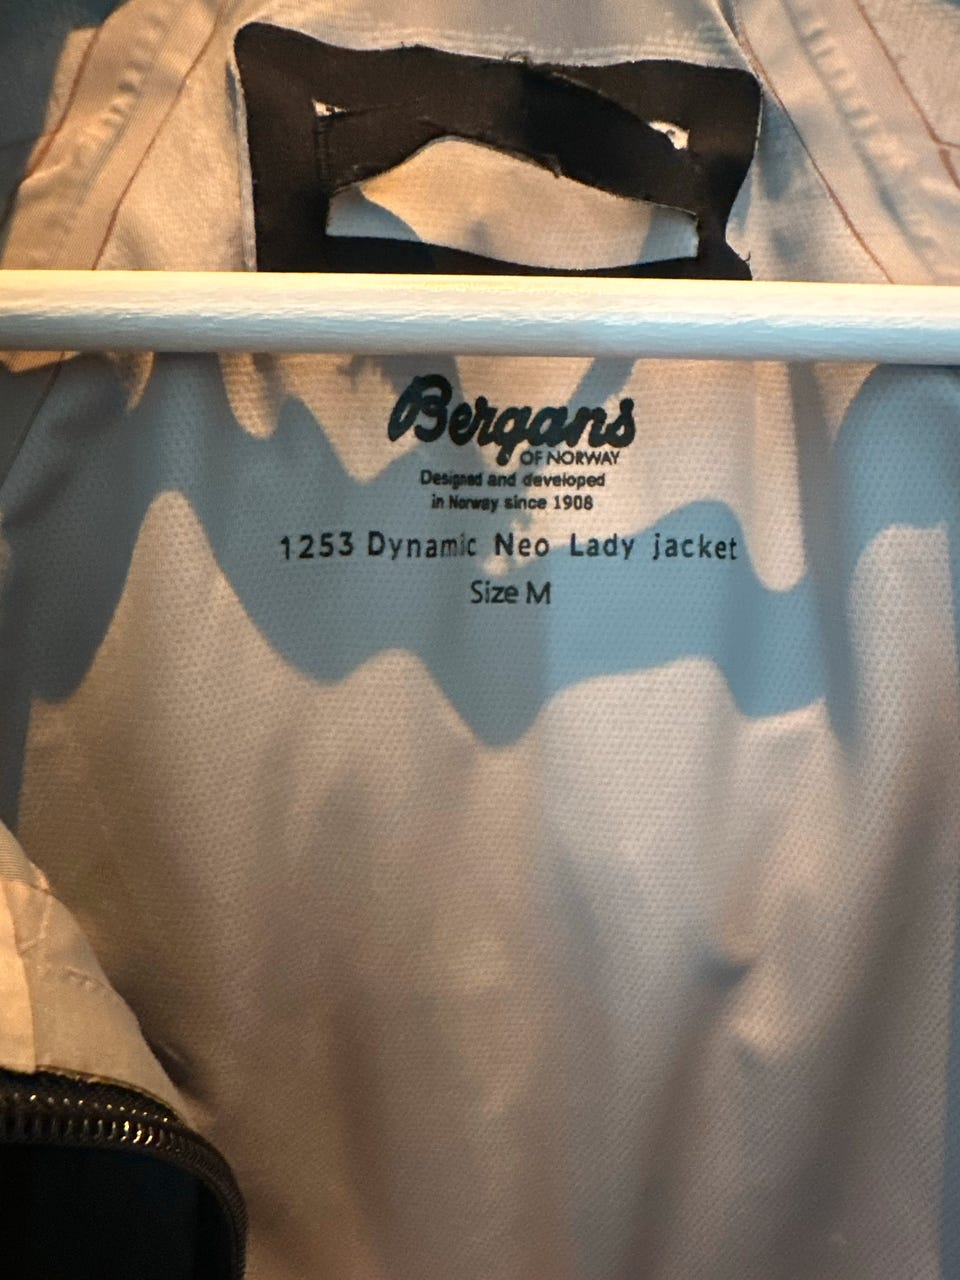 Bergans
OF NORWAY
Designed and developed
in Norway since 1908
1253 Dynamic Neo Lady jacket
Size M